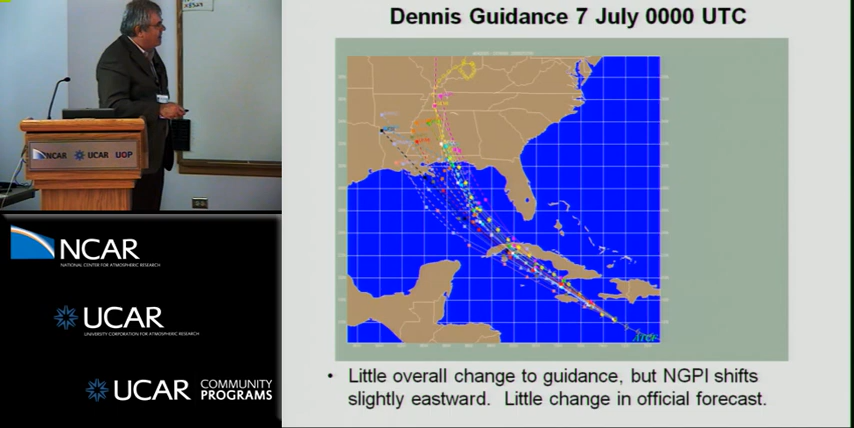 Dennis Guidance 7 July 0000 UTC
NCAR UCAR UOP
NCAR
NATIONAL CENTER FOR ATMOSPHERIC RESEARCH
UCAR
UNIVERSITY CORPORATION FOR ATMOSPHERIC RESEARCH
UCAR COMMUNITY PROGRAMS
ATCF
• Little overall change to guidance, but NGPI shifts
slightly eastward. Little change in official forecast.